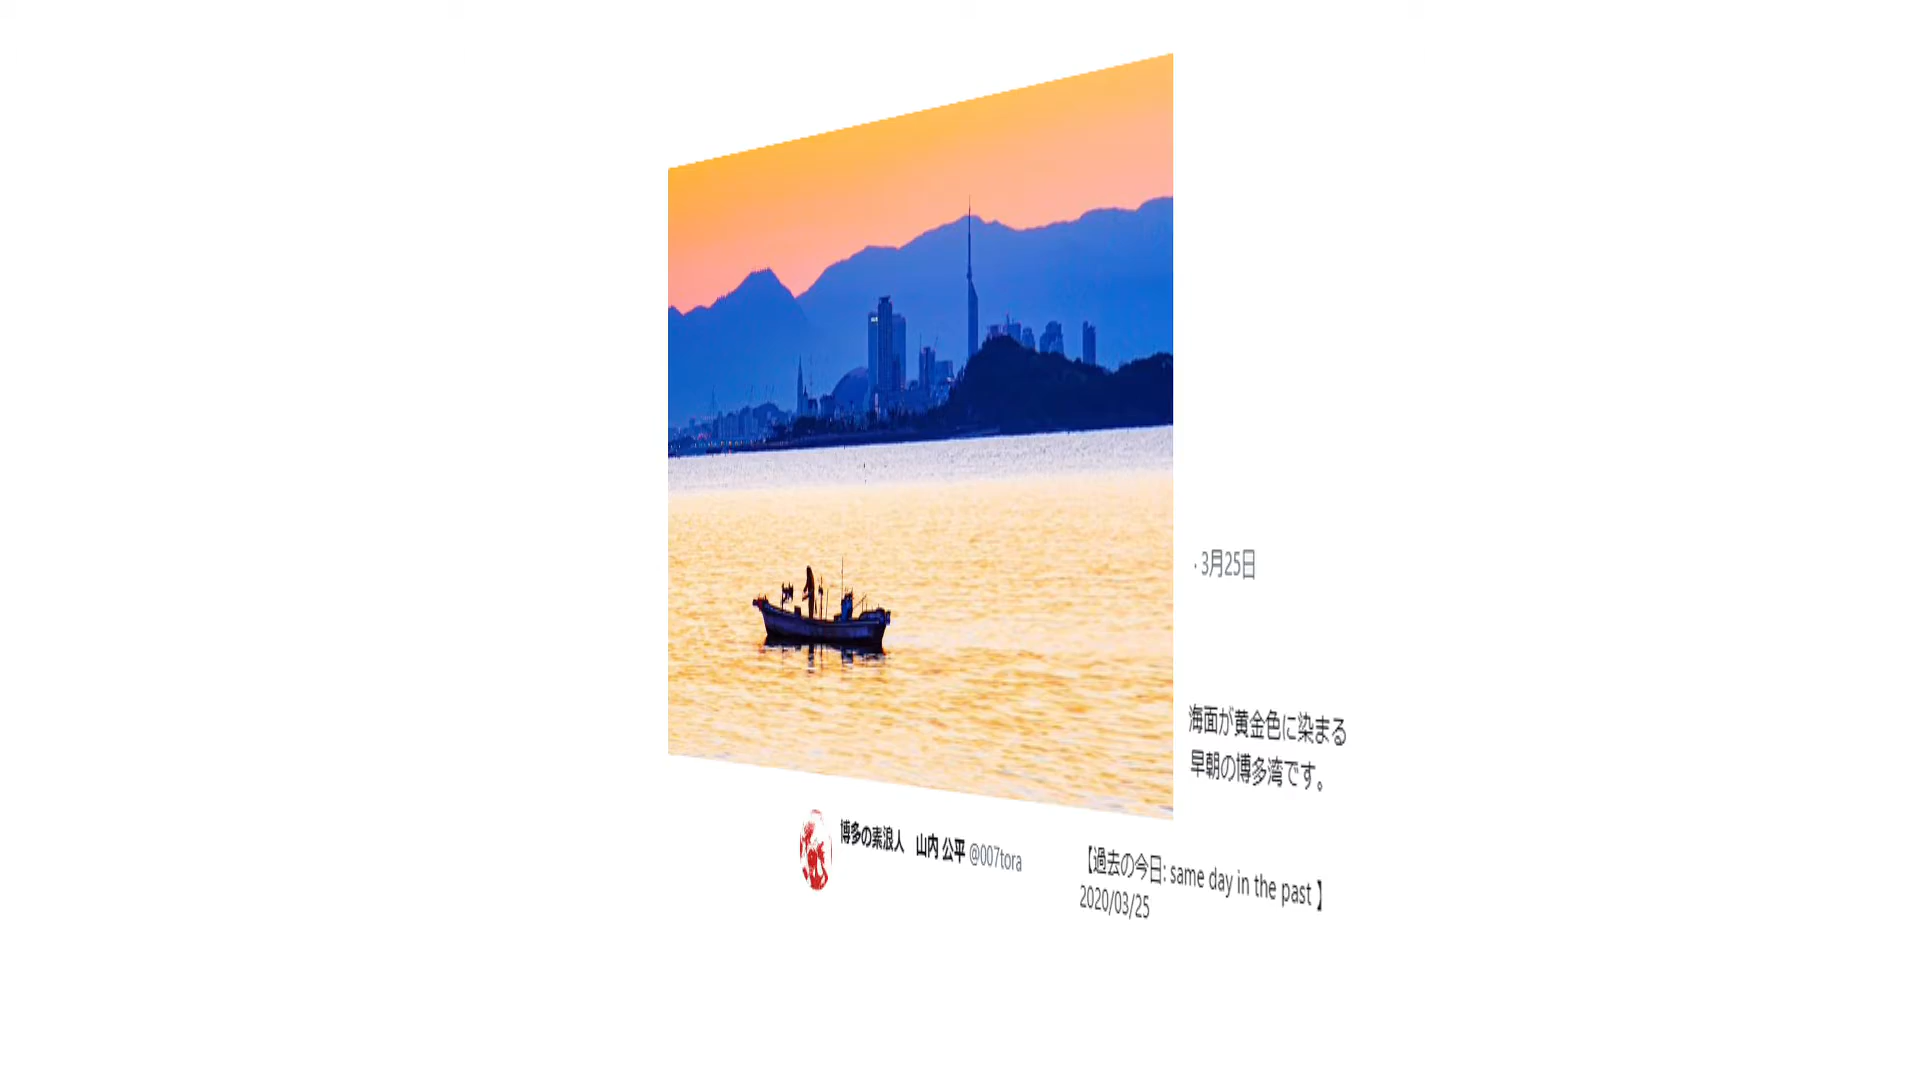 · 3月25日
海面が黄金色に染まる
早朝の博多湾です。
博多の素浪人 山内 公平 @007tora
【過去の今日: same day in the past 】
2020/03/25